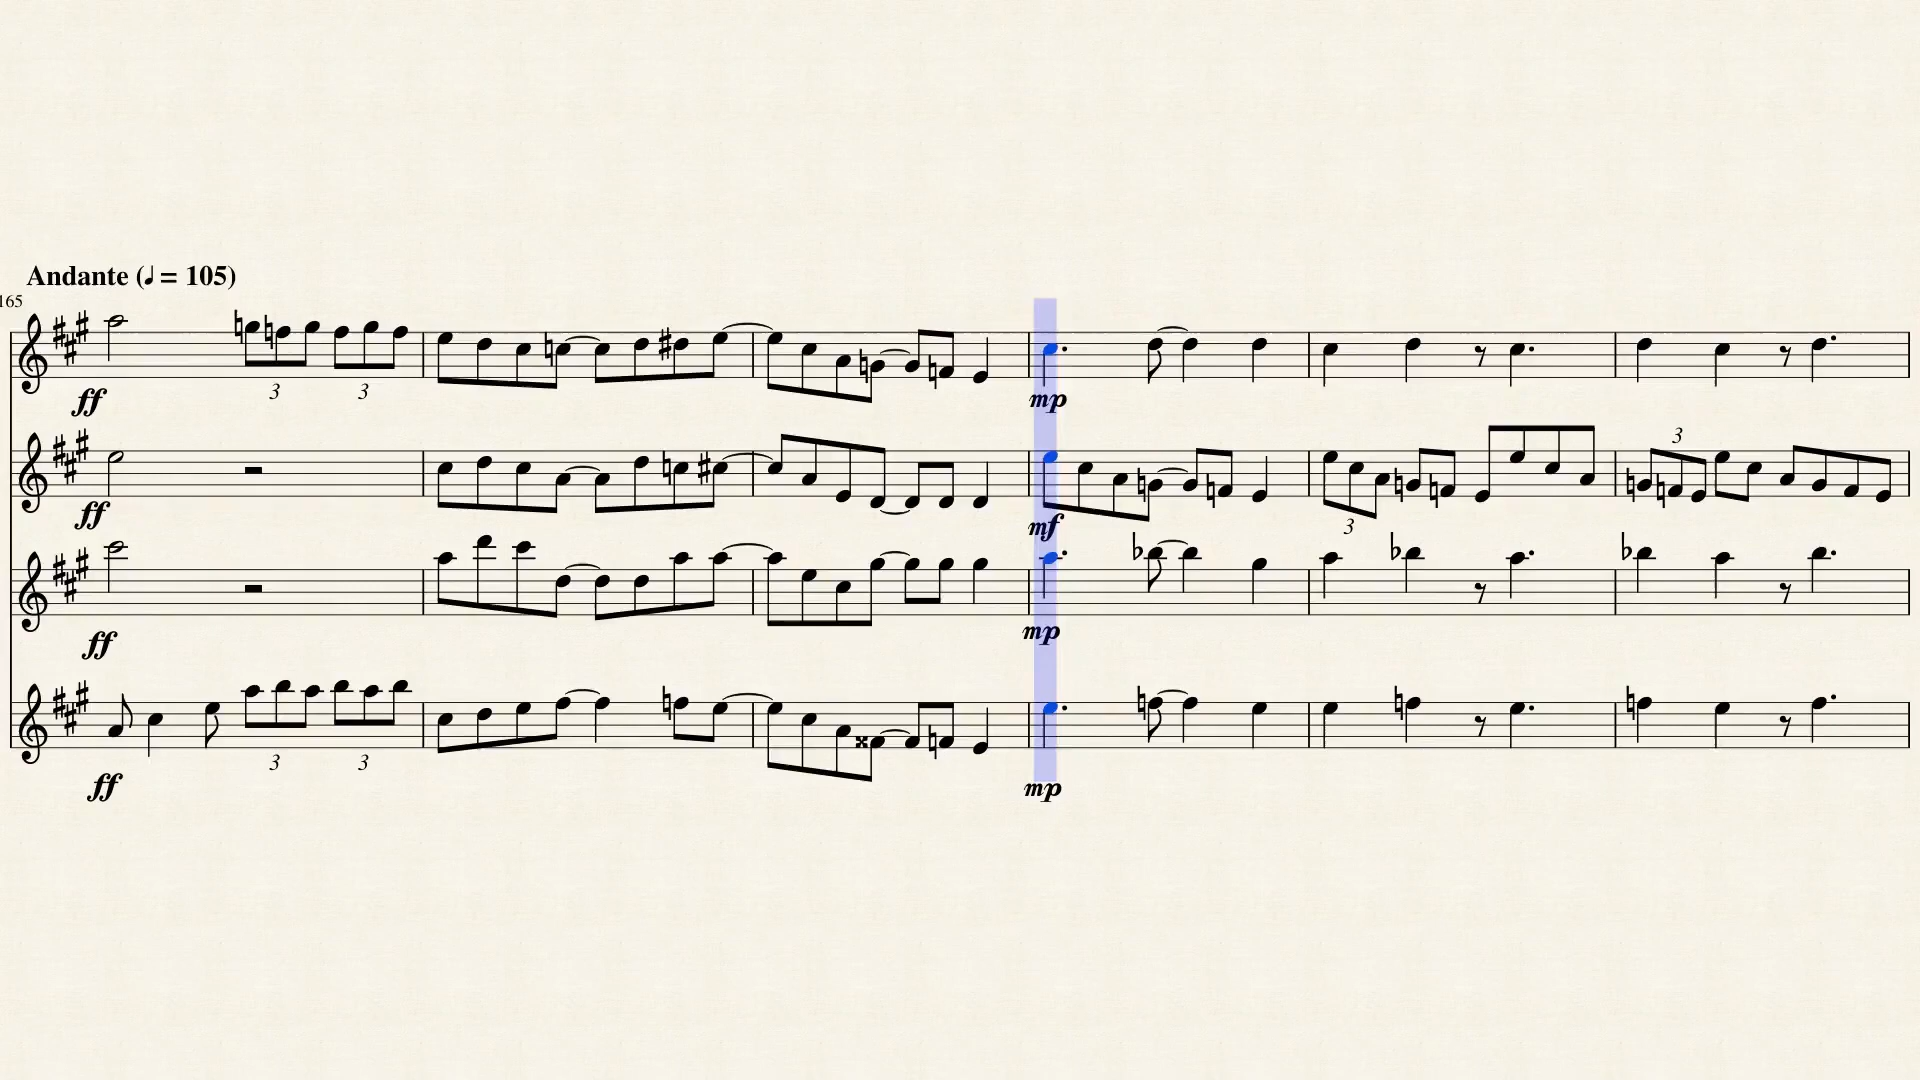 Andante (♩ = 105)
165
3 3
ff mp
3
ff mf 3
ff mp
3 3
ff mp